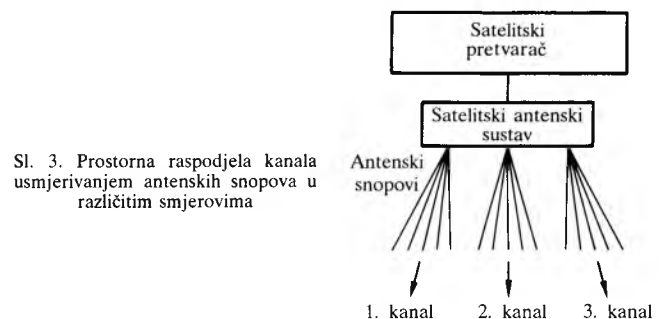 Satelitski
pretvarač
Satelitski antenski
sustav
Sl. 3. Prostorna raspodjela kanala
usmjerivanjem antenskih snopova u
različitim smjerovima
Antenski
snopovi
1. kanal 2. kanal 3. kanal